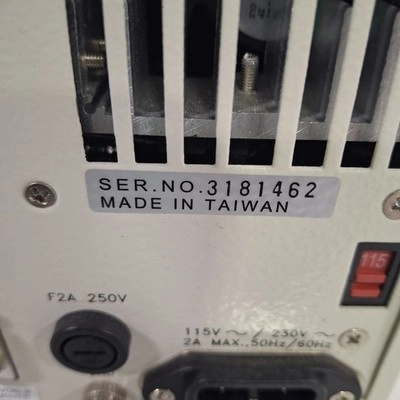 SER.NO.3181462
MADE IN TAIWAN
115
F2A 250V
115V ～/ 230V ～
2A MAX.,50Hz/60Hz